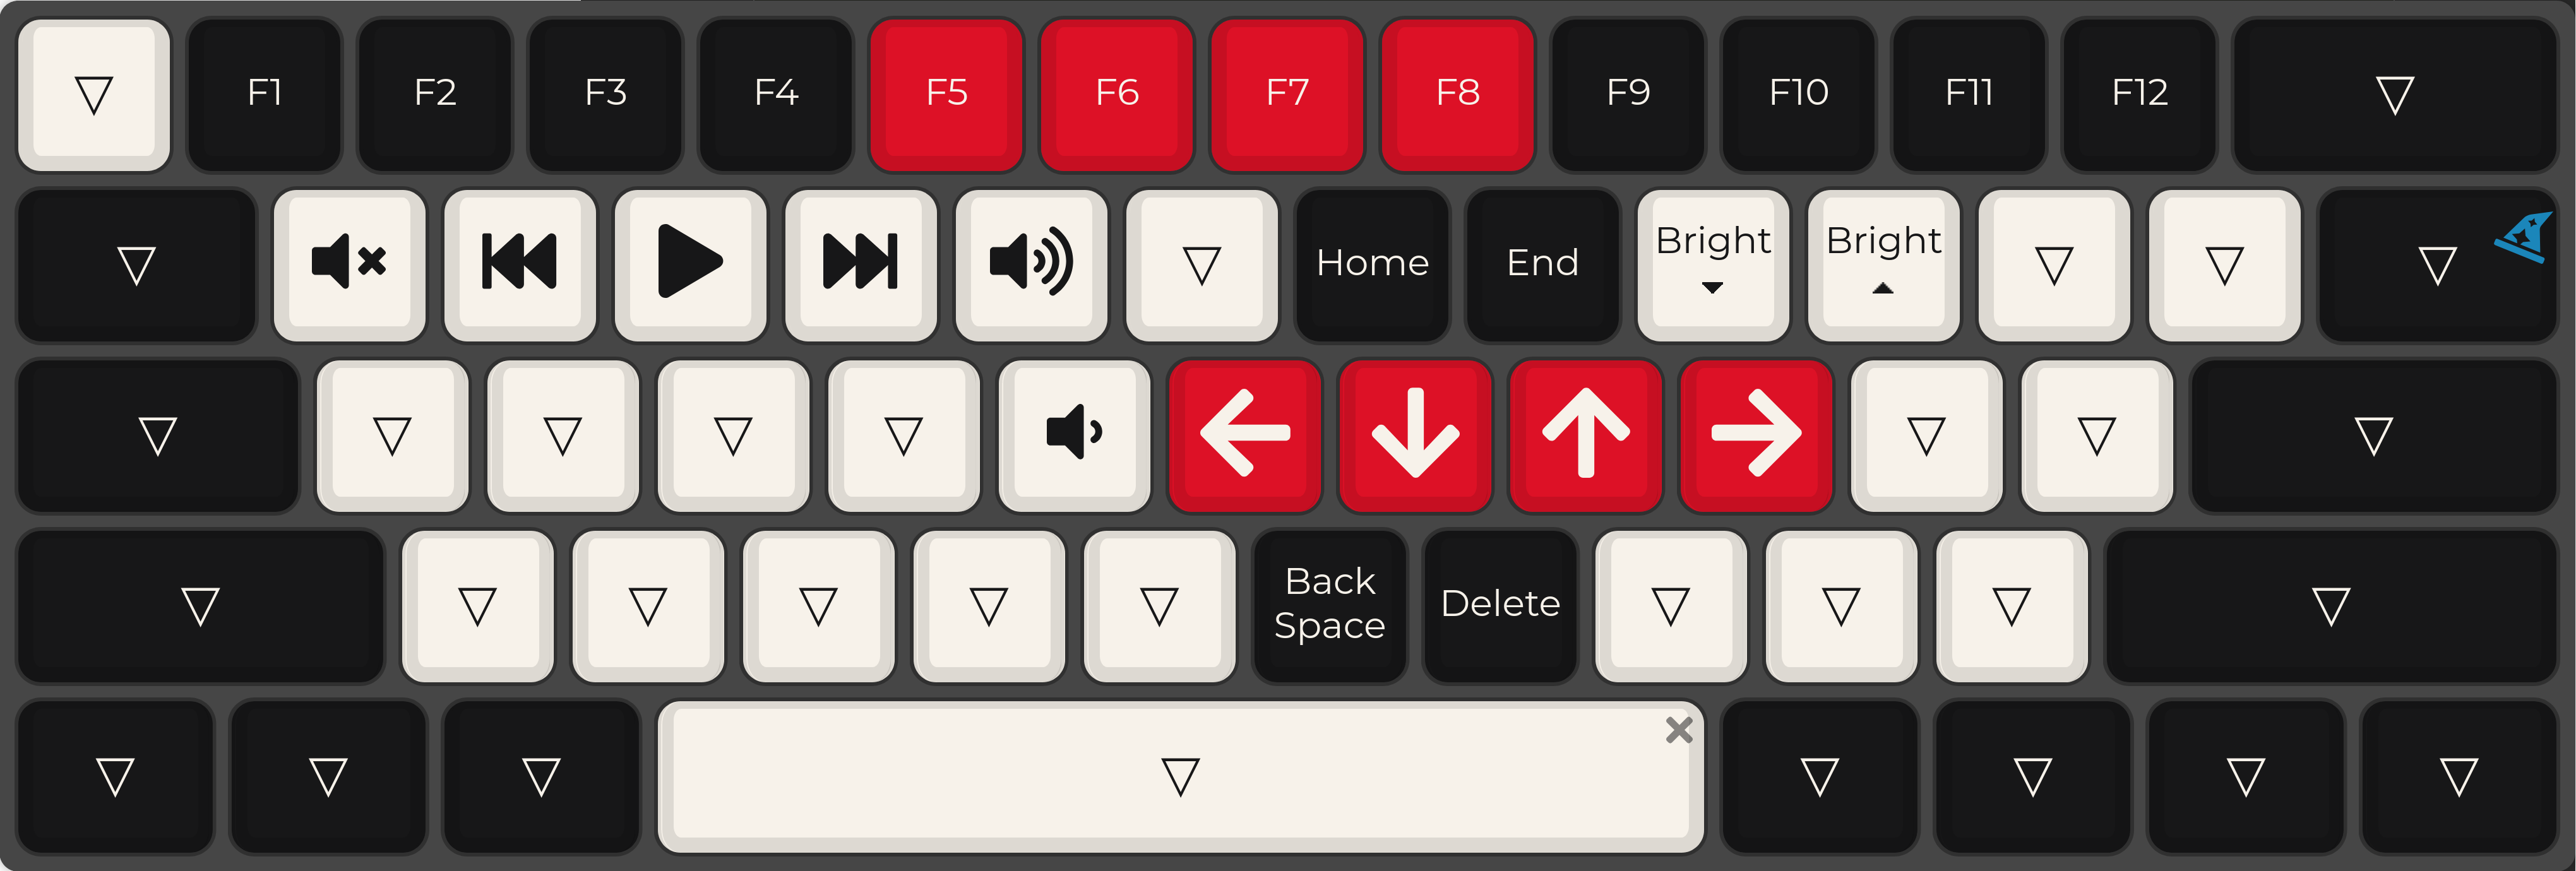 ▽ F1 F2 F3 F4 F5 F6 F7 F8 F9 F10 F11 F12 ▽
▽ ▽ Home End Bright Bright ▽ ▽ ▽
▽ ▽ ▽ ▽ ▽ ▽ ▽ ▽
▽ ▽ ▽ ▽ ▽ ▽ Back Delete ▽ ▽ ▽ ▽
Space
▽ ▽ ▽ ▽ ▽ ▽ ▽ ▽